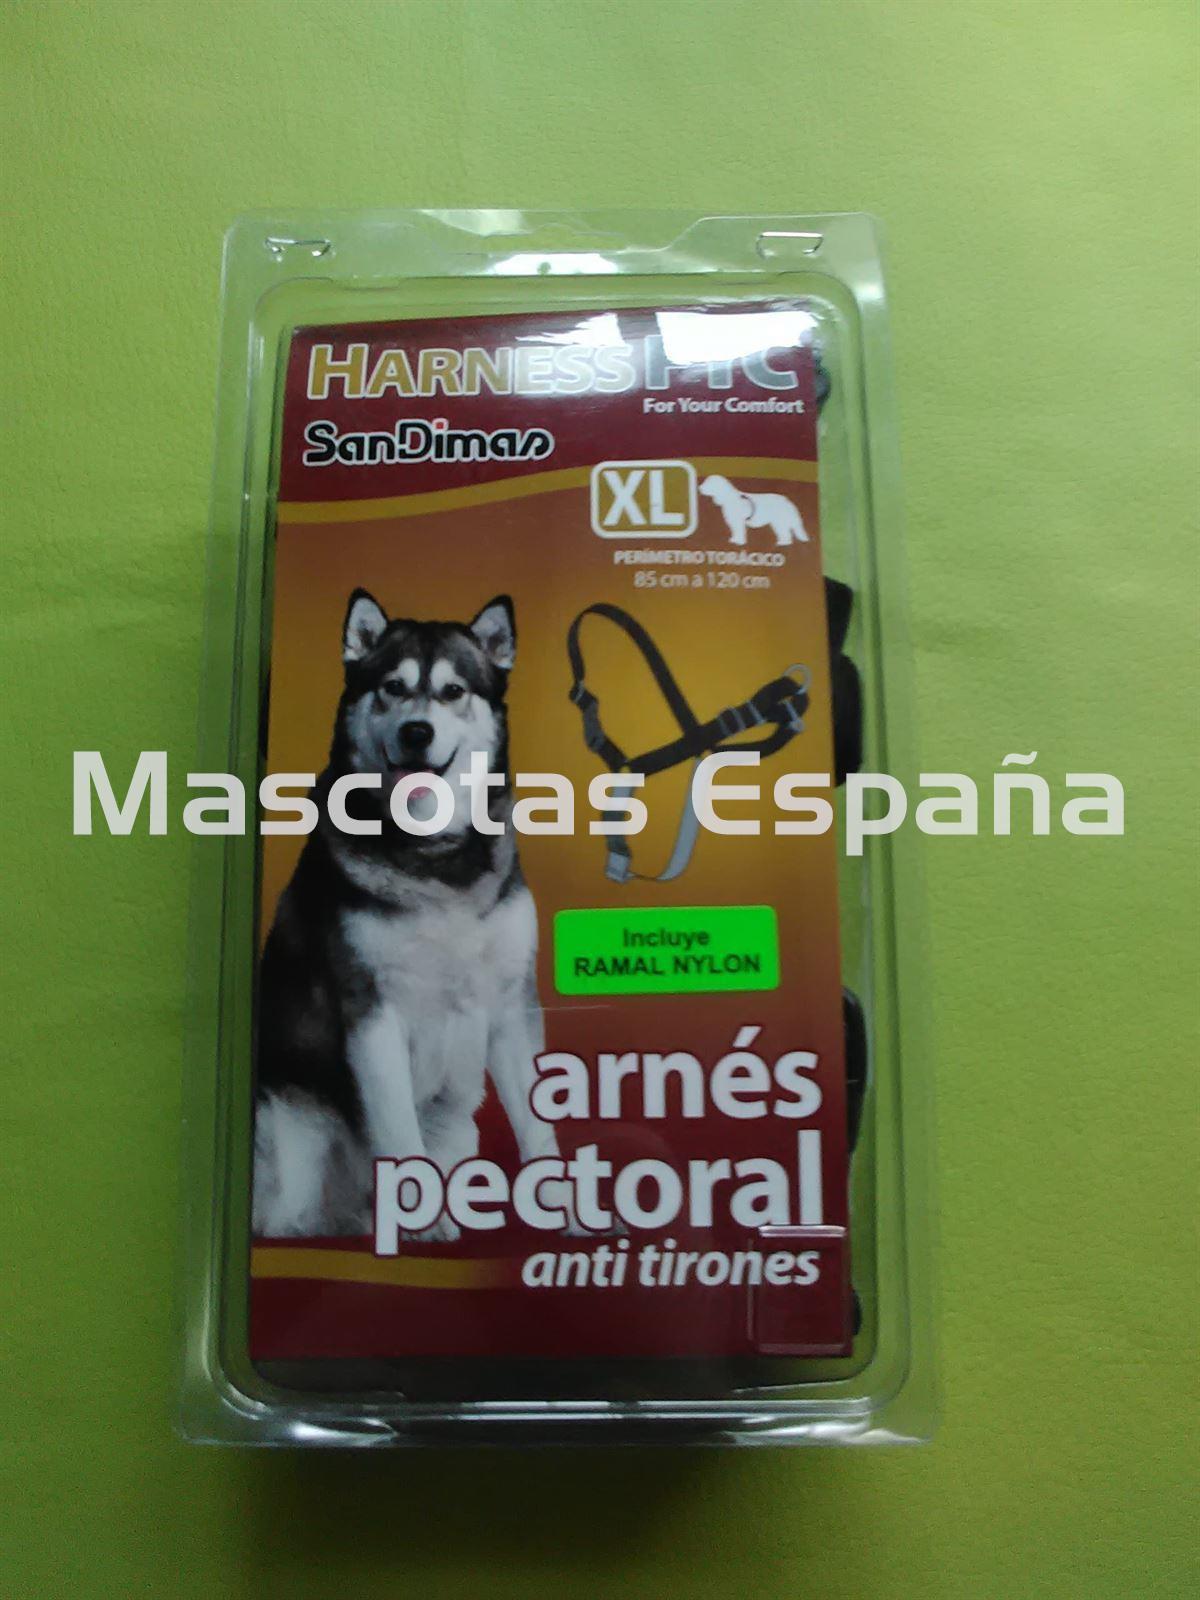 HARNESS
For Your Comfort
SanDimas
XL
PERÍMETRO TORÁCICO
85 cm a 120 cm
Mascotas España
Incluye
RAMAL NYLON
arnés
pectoral
anti tirones